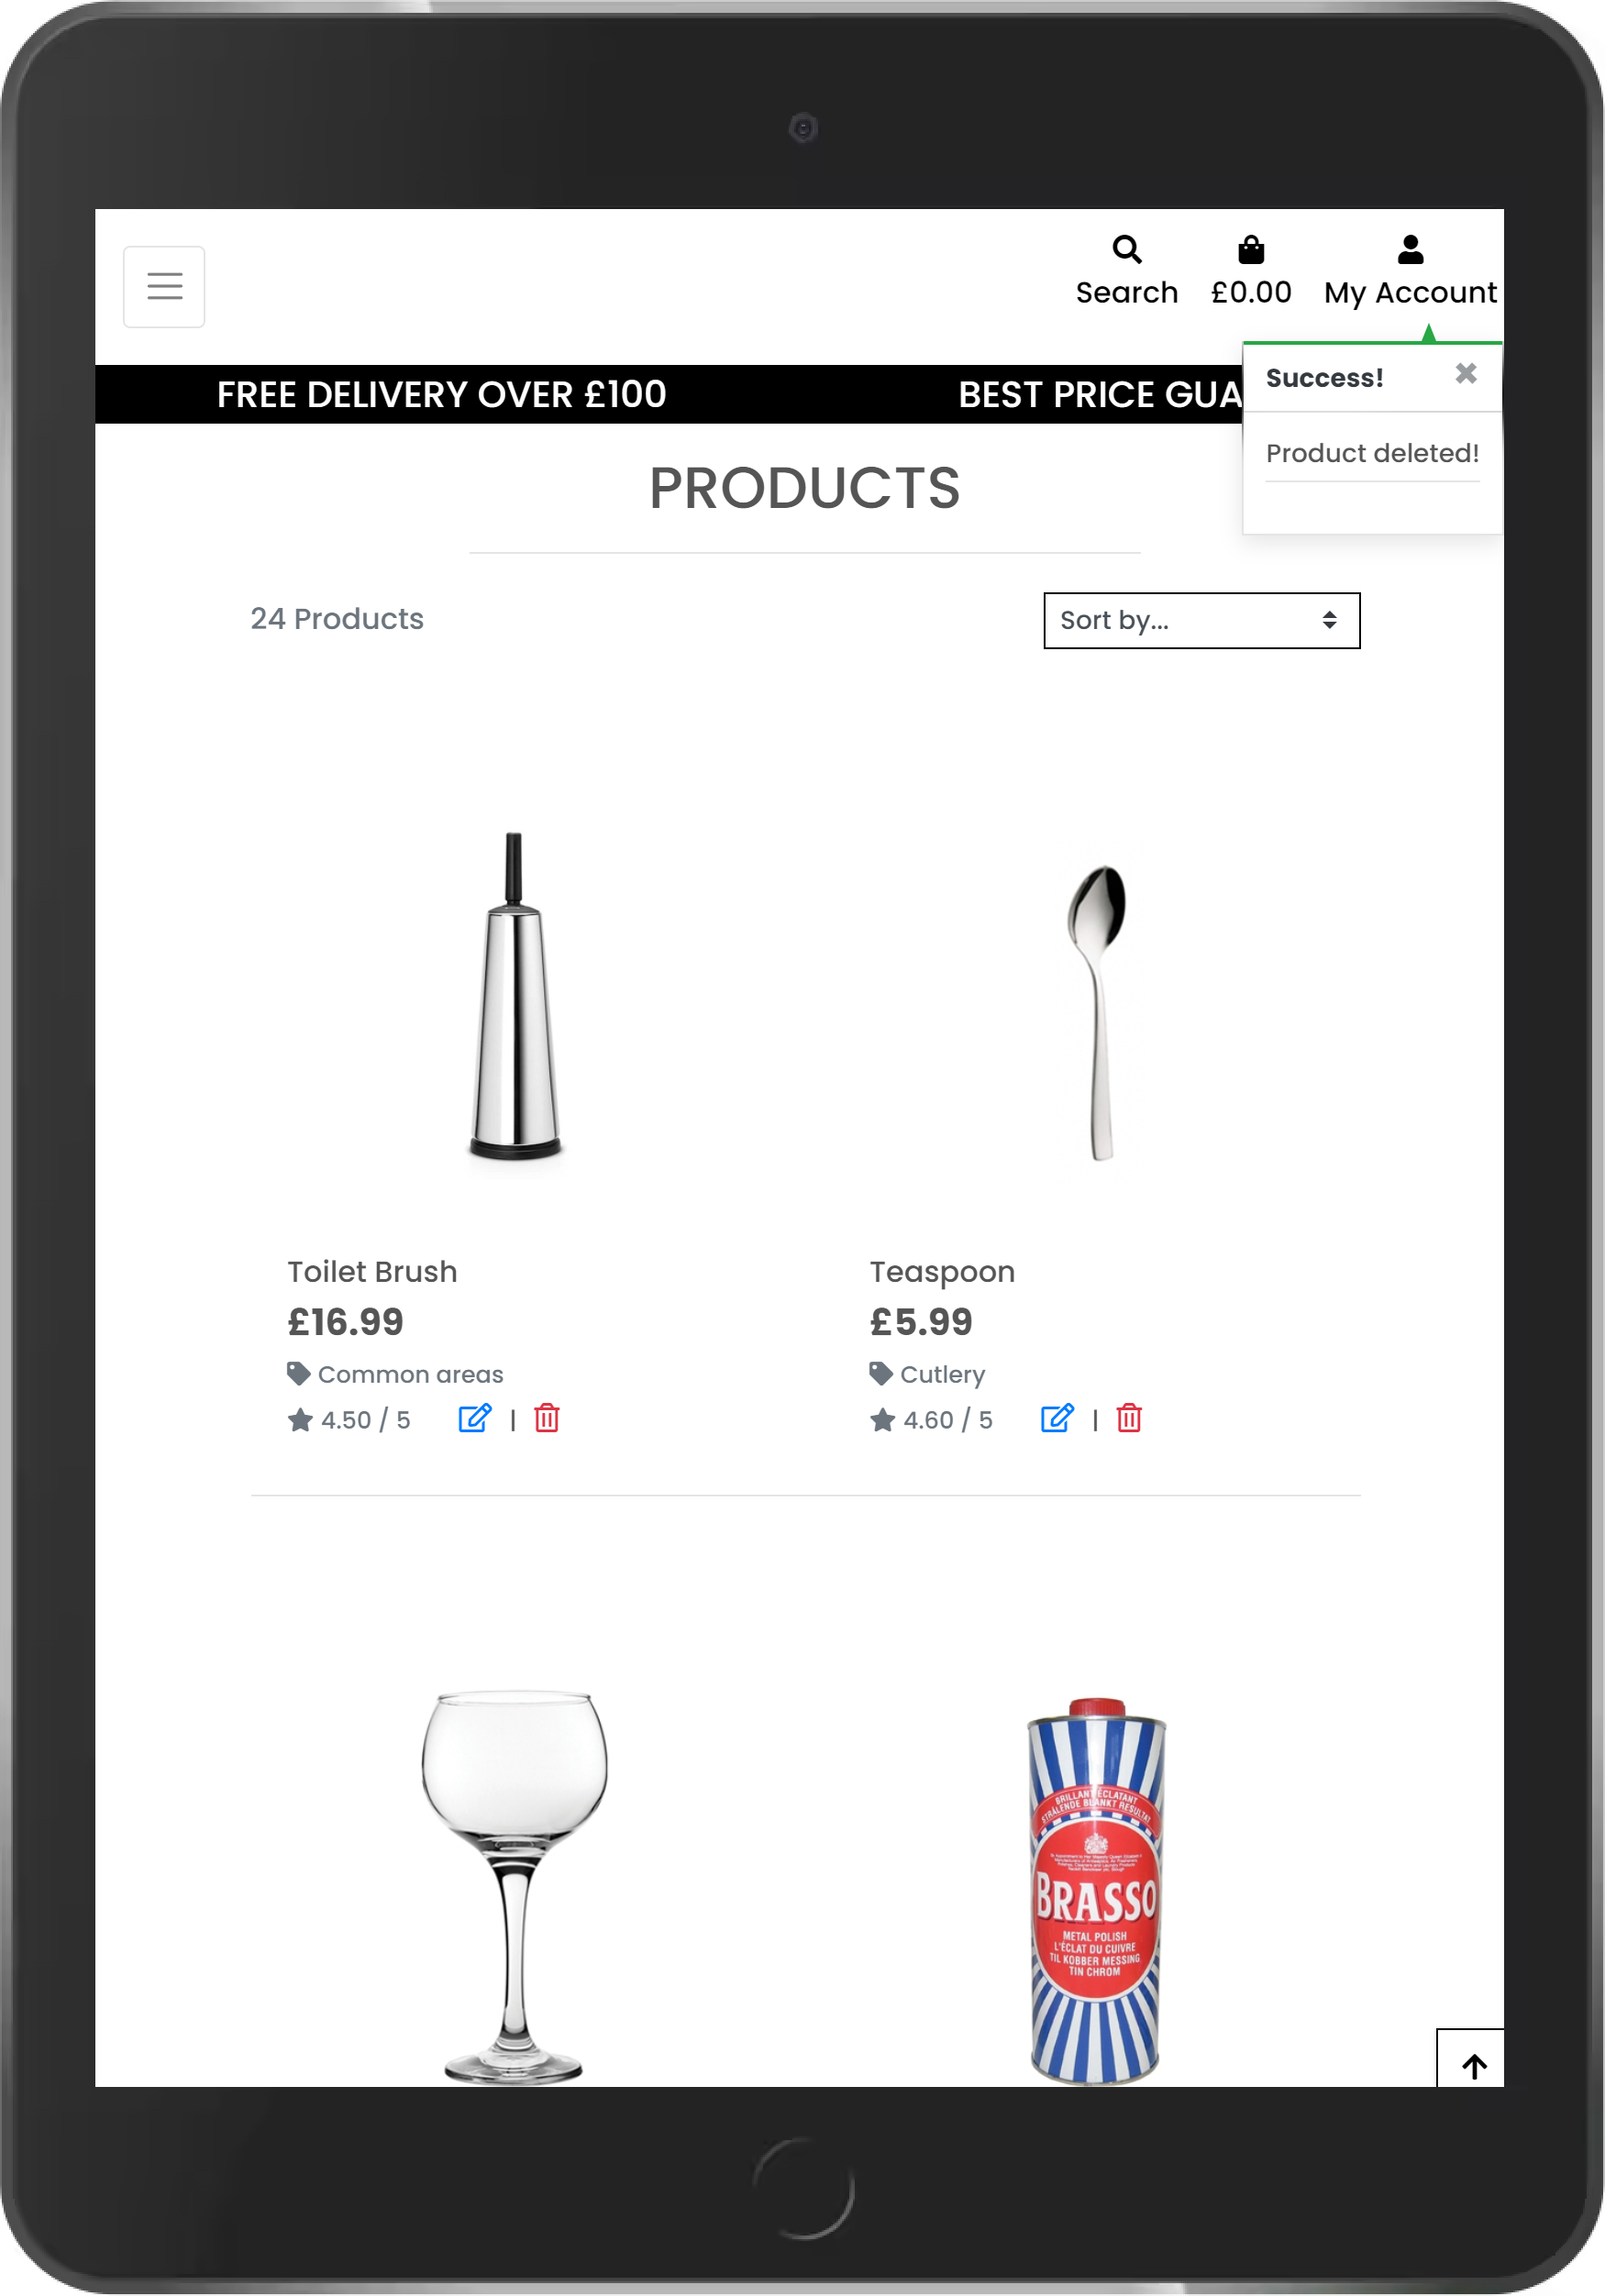 Search
£0.00
My Account
FREE DELIVERY OVER £100
BEST PRICE GUA
Success!
Product deleted!
PRODUCTS
24 Products
Sort by...
Toilet Brush
£16.99
Common areas
4.50 / 5
|
Teaspoon
£5.99
Cutlery
4.60 / 5
|
BRILLANT ÉCLATANT
STRÅLENDE BLANKT RESULTAT
BRASSO
METAL POLISH
L'ÉCLAT DU CUIVRE
TIL KOBBER MESSING
TIN CHROM